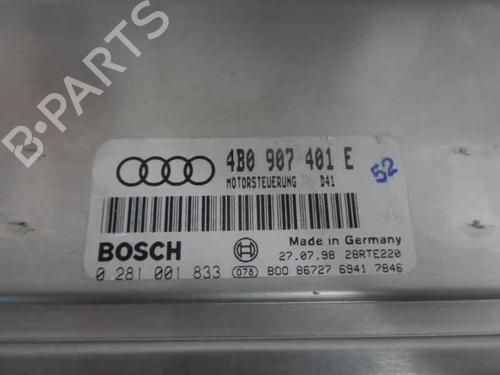 B-PARTS
4B0 907 401 E
MOTORSTEUERUNG D41
52
BOSCH
Made in Germany
27.07.98 28RTE220
0 281 001 833 078 B00 86727 6941 7846